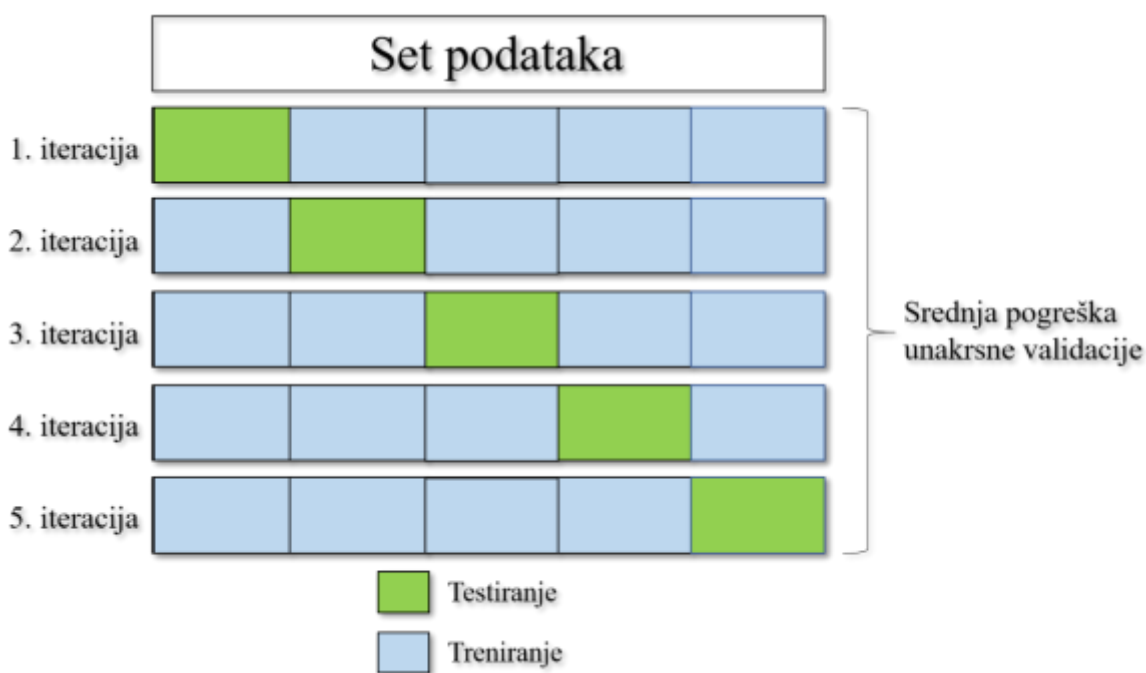 Set podataka
1. iteracija
2. iteracija
3. iteracija
4. iteracija
5. iteracija
Srednja pogreška
unakrsne validacije
Testiranje
Treniranje